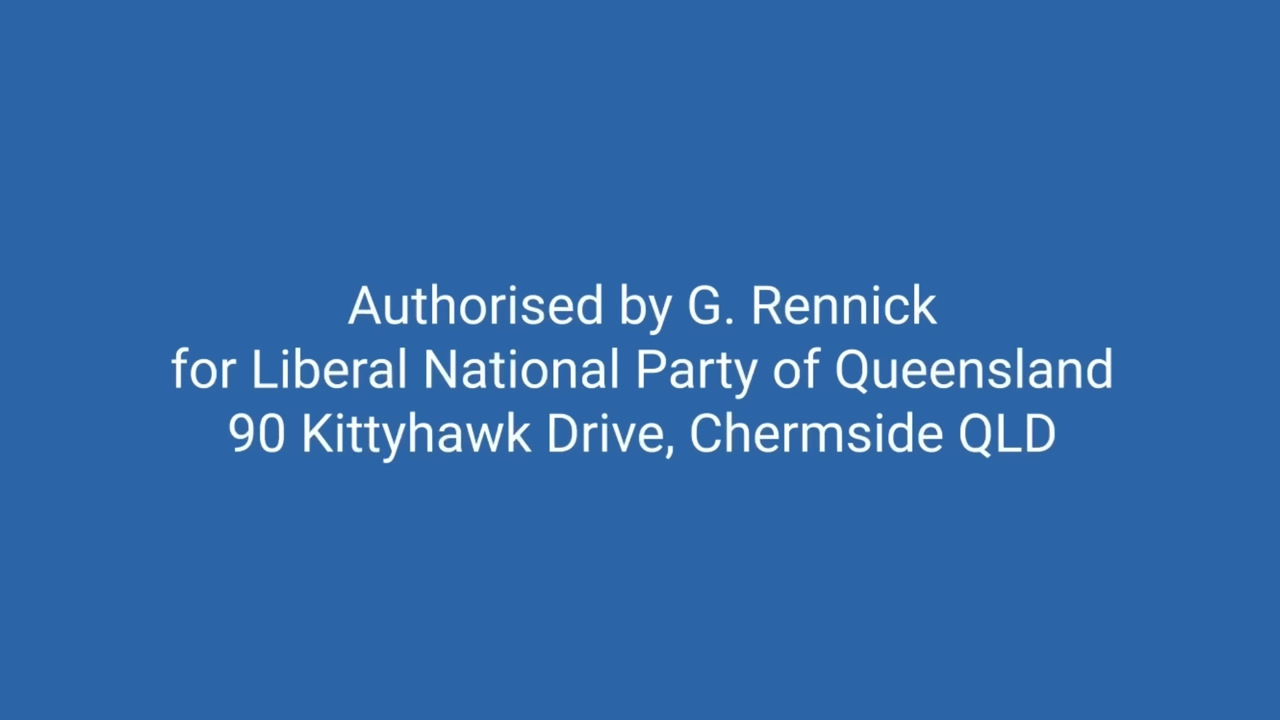 Authorised by G. Rennick
for Liberal National Party of Queensland
90 Kittyhawk Drive, Chermside QLD